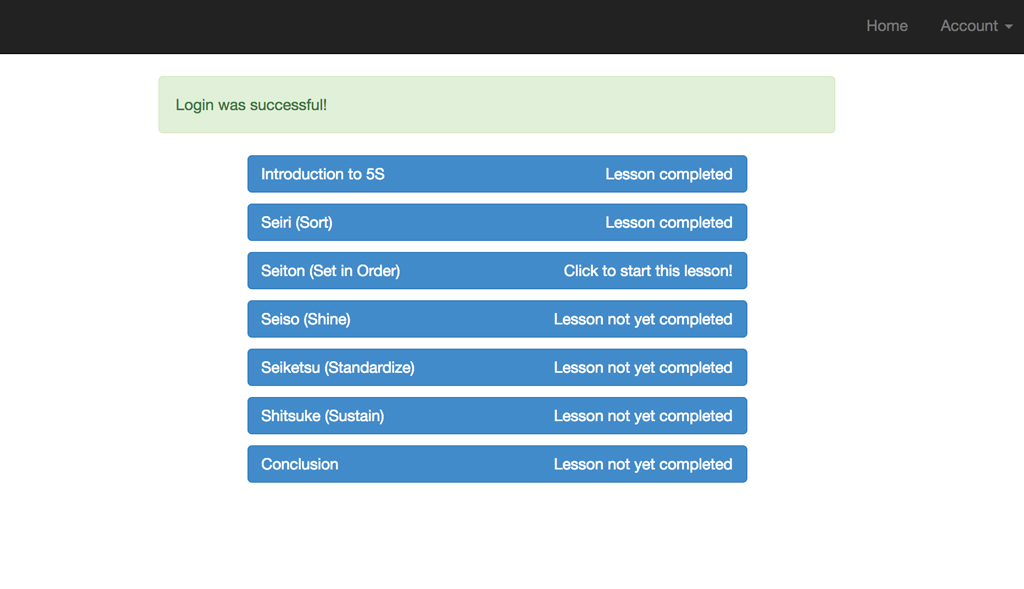 Home Account
Login was successful!
Introduction to 5S Lesson completed
Seiri (Sort) Lesson completed
Seiton (Set in Order) Click to start this lesson!
Seiso (Shine) Lesson not yet completed
Seiketsu (Standardize) Lesson not yet completed
Shitsuke (Sustain) Lesson not yet completed
Conclusion Lesson not yet completed